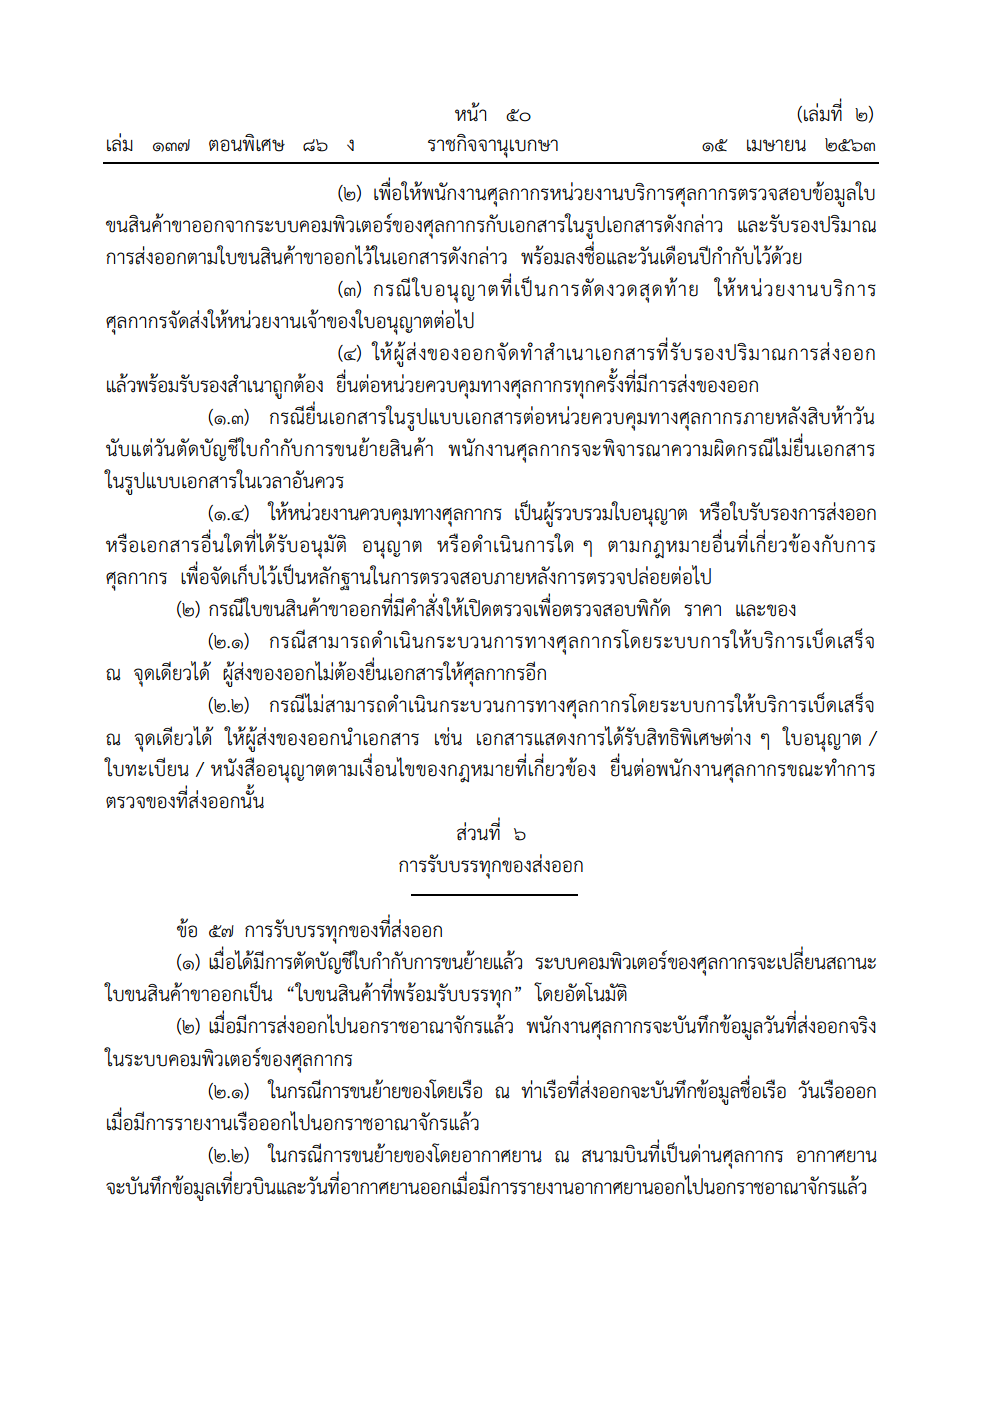 หน้า ๕๐ (เล่มที่ ๒)
เล่ม ๑๓๗ ตอนพิเศษ ๘๖ ง ราชกิจจานุเบกษา ๑๕ เมษายน ๒๕๖๓
(๒) เพื่อให้พนักงานศุลกากรหน่วยงานบริการศุลกากรตรวจสอบข้อมูลใบ
ขนสินค้าขาออกจากระบบคอมพิวเตอร์ของศุลกากรกับเอกสารในรูปเอกสารดังกล่าว และรับรองปริมาณ
การส่งออกตามใบขนสินค้าขาออกไว้ในเอกสารดังกล่าว พร้อมลงชื่อและวันเดือนปีกำกับไว้ด้วย
(๓) กรณีใบอนุญาตที่เป็นการตัดงวดสุดท้าย ให้หน่วยงานบริการ
ศุลกากรจัดส่งให้หน่วยงานเจ้าของใบอนุญาตต่อไป
(๔) ให้ผู้ส่งของออกจัดทำสำเนาเอกสารที่รับรองปริมาณการส่งออก
แล้วพร้อมรับรองสำเนาถูกต้อง ยื่นต่อหน่วยควบคุมทางศุลกากรทุกครั้งที่มีการส่งของออก
(๑.๓) กรณียื่นเอกสารในรูปแบบเอกสารต่อหน่วยควบคุมทางศุลกากรภายหลังสิบห้าวัน
นับแต่วันตัดบัญชีใบกำกับการขนย้ายสินค้า พนักงานศุลกากรจะพิจารณาความผิดกรณีไม่ยื่นเอกสาร
ในรูปแบบเอกสารในเวลาอันควร
(๑.๔) ให้หน่วยงานควบคุมทางศุลกากร เป็นผู้รวบรวมใบอนุญาต หรือใบรับรองการส่งออก
หรือเอกสารอื่นใดที่ได้รับอนุมัติ อนุญาต หรือดำเนินการใด ๆ ตามกฎหมายอื่นที่เกี่ยวข้องกับการ
ศุลกากร เพื่อจัดเก็บไว้เป็นหลักฐานในการตรวจสอบภายหลังการตรวจปล่อยต่อไป
(๒) กรณีใบขนสินค้าขาออกที่มีคำสั่งให้เปิดตรวจเพื่อตรวจสอบพิกัด ราคา และของ
(๒.๑) กรณีสามารถดำเนินกระบวนการทางศุลกากรโดยระบบการให้บริการเบ็ดเสร็จ
ณ จุดเดียวได้ ผู้ส่งของออกไม่ต้องยื่นเอกสารให้ศุลกากรอีก
(๒.๒) กรณีไม่สามารถดำเนินกระบวนการทางศุลกากรโดยระบบการให้บริการเบ็ดเสร็จ
ณ จุดเดียวได้ ให้ผู้ส่งของออกนำเอกสาร เช่น เอกสารแสดงการได้รับสิทธิพิเศษต่าง ๆ ใบอนุญาต /
ใบทะเบียน / หนังสืออนุญาตตามเงื่อนไขของกฎหมายที่เกี่ยวข้อง ยื่นต่อพนักงานศุลกากรขณะทำการ
ตรวจของที่ส่งออกนั้น
ส่วนที่ ๖
การรับบรรทุกของส่งออก
ข้อ ๕๗ การรับบรรทุกของที่ส่งออก
(๑) เมื่อได้มีการตัดบัญชีใบกำกับการขนย้ายแล้ว ระบบคอมพิวเตอร์ของศุลกากรจะเปลี่ยนสถานะ
ใบขนสินค้าขาออกเป็น “ใบขนสินค้าที่พร้อมรับบรรทุก” โดยอัตโนมัติ
(๒) เมื่อมีการส่งออกไปนอกราชอาณาจักรแล้ว พนักงานศุลกากรจะบันทึกข้อมูลวันที่ส่งออกจริง
ในระบบคอมพิวเตอร์ของศุลกากร
(๒.๑) ในกรณีการขนย้ายของโดยเรือ ณ ท่าเรือที่ส่งออกจะบันทึกข้อมูลชื่อเรือ วันเรือออก
เมื่อมีการรายงานเรือออกไปนอกราชอาณาจักรแล้ว
(๒.๒) ในกรณีการขนย้ายของโดยอากาศยาน ณ สนามบินที่เป็นด่านศุลกากร อากาศยาน
จะบันทึกข้อมูลเที่ยวบินและวันที่อากาศยานออกเมื่อมีการรายงานอากาศยานออกไปนอกราชอาณาจักรแล้ว